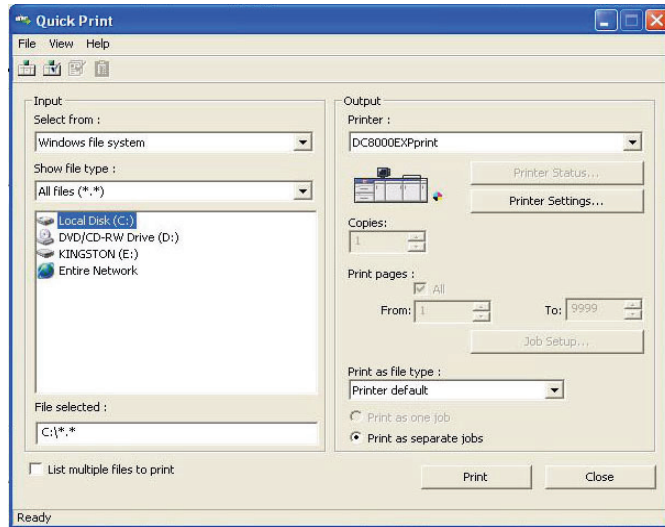 Quick Print
File View Help
Input
Select from :
Windows file system
Show file type :
All files (*.*)
Local Disk (C:)
DVD/CD-RW Drive (D:)
KINGSTON (E:)
Entire Network
File selected :
C:\*.*
List multiple files to print
Output
Printer :
DC8000EXPprint
Printer Status...
Printer Settings...
Copies:
1
Print pages :
All
From: 1 To: 9999
Job Setup...
Print as file type :
Printer default
Print as one job
Print as separate jobs
Print Close
Ready